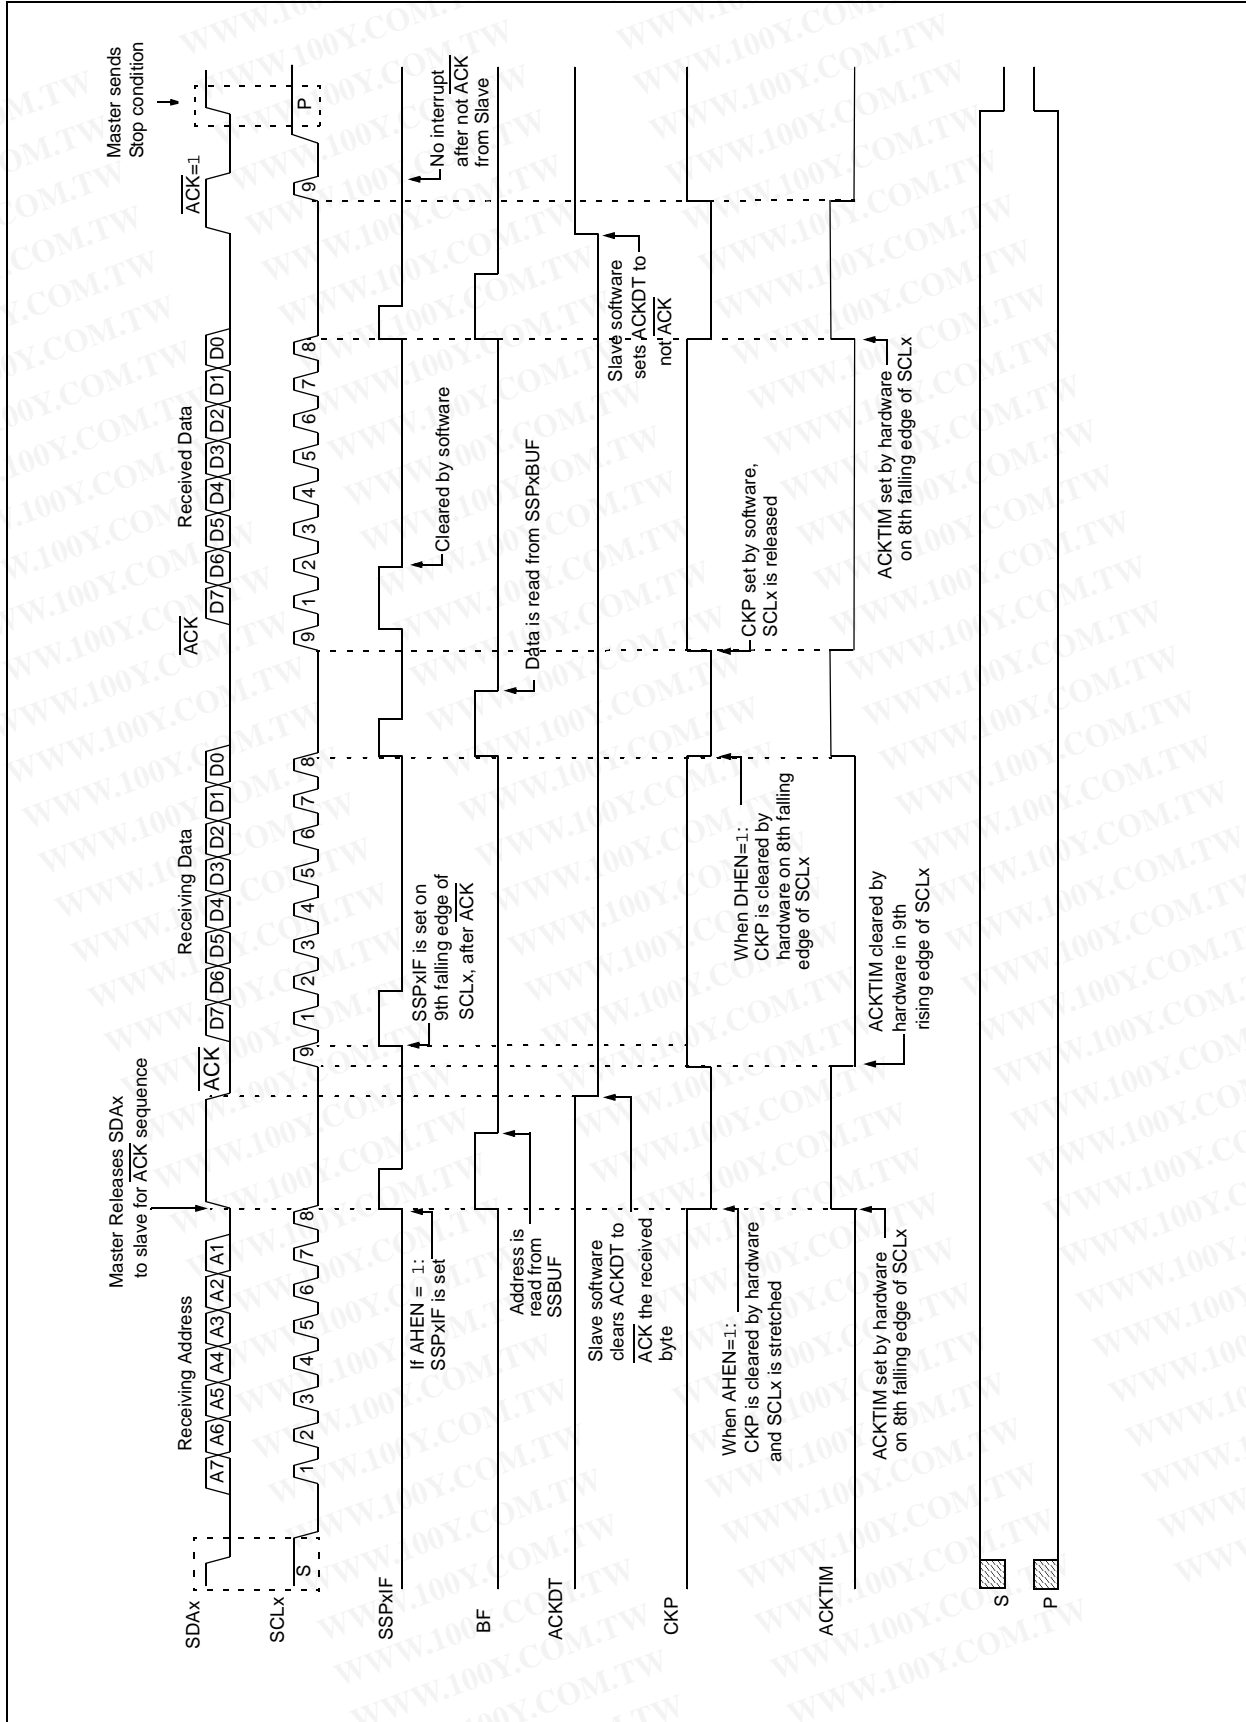 Master Releases SDAx
to slave for ACK sequence
Master sends
Stop condition
Receiving Address
ACK
Receiving Data
ACK
Received Data
ACK=1
SDAx
A7 A6 A5 A4 A3 A2 A1
D7 D6 D5 D4 D3 D2 D1 D0
D7 D6 D5 D4 D3 D2 D1 D0
SCLx
S 1 2 3 4 5 6 7 8 9 1 2 3 4 5 6 7 8 9 1 2 3 4 5 6 7 8 9 P
SSPxIF
If AHEN = 1:
SSPxIF is set
SSPxIF is set on
9th falling edge of
SCLx, after ACK
Cleared by software
No interrupt
after not ACK
from Slave
BF
Address is
read from
SSBUF
Data is read from SSPxBUF
ACKDT
Slave software
clears ACKDT to
ACK the received
byte
Slave software
sets ACKDT to
not ACK
CKP
When AHEN=1:
CKP is cleared by hardware
and SCLx is stretched
When DHEN=1:
CKP is cleared by
hardware on 8th falling
edge of SCLx
CKP set by software,
SCLx is released
ACKTIM
ACKTIM set by hardware
on 8th falling edge of SCLx
ACKTIM cleared by
hardware in 9th
rising edge of SCLx
ACKTIM set by hardware
on 8th falling edge of SCLx
S
P
WWW.100Y.COM.TW